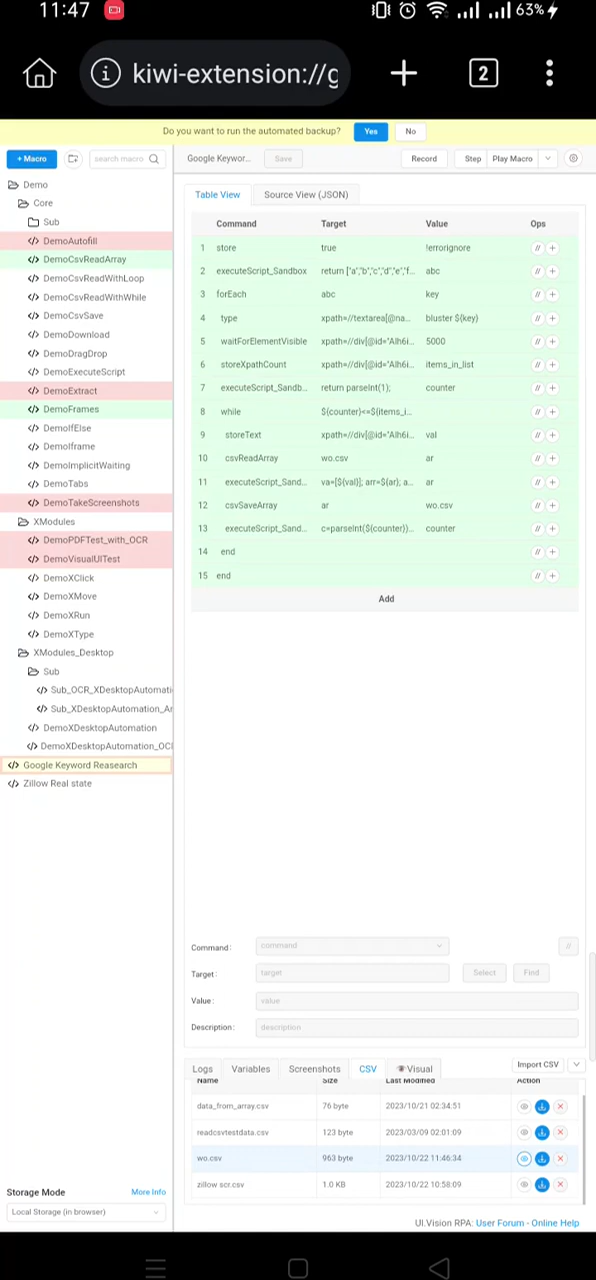 11:47
63%
kiwi-extension://g
2
Do you want to run the automated backup?
Yes
No
+ Macro
search macro
Google Keywor...
Save
Record
Step
Play Macro
Demo
Core
Sub
DemoAutofill
DemoCsvReadArray
DemoCsvReadWithLoop
DemoCsvReadWithWhile
DemoCsvSave
DemoDownload
DemoDragDrop
DemoExecuteScript
DemoExtract
DemoFrames
DemoIfElse
DemoIframe
DemoImplicitWaiting
DemoTabs
DemoTakeScreenshots
XModules
DemoPDFTest_with_OCR
DemoVisualUITest
DemoXClick
DemoXMove
DemoXRun
DemoXType
XModules_Desktop
Sub
Sub_OCR_XDesktopAutomati
Sub_XDesktopAutomation_Ar
DemoXDesktopAutomation
DemoXDesktopAutomation_OCI
Google Keyword Reasearch
Zillow Real state
Storage Mode
More Info
Local Storage (in browser)
Table View
Source View (JSON)
Command Target Value Ops
1 store true !errorignore // +
2 executeScript_Sandbox return ["a","b","c","d","e","f... abc // +
3 forEach abc key // +
4 type xpath=//textarea[@na... bluster ${key} // +
5 waitForElementVisible xpath=//div[@id="Alh6i... 5000 // +
6 storeXpathCount xpath=//div[@id="Alh6i... items_in_list // +
7 executeScript_Sandb... return parseInt(1); counter // +
8 while ${counter}<=${items_i... // +
9 storeText xpath=//div[@id="Alh6i... val // +
10 csvReadArray wo.csv ar // +
11 executeScript_Sand... va=[${val}]; arr=${ar}; a... ar // +
12 csvSaveArray ar wo.csv // +
13 executeScript_Sand... c=parseInt(${counter})... counter // +
14 end // +
15 end // +
Add
Command: command //
Target: target Select Find
Value: value
Description: description
Logs Variables Screenshots CSV Visual Import CSV
Name Size Last Modified Action
data_from_array.csv 76 byte 2023/10/21 02:34:51
readcsvtestdata.csv 123 byte 2023/03/09 02:01:09
wo.csv 963 byte 2023/10/22 11:46:34
zillow scr.csv 1.0 KB 2023/10/22 10:58:09
UI.Vision RPA: User Forum - Online Help